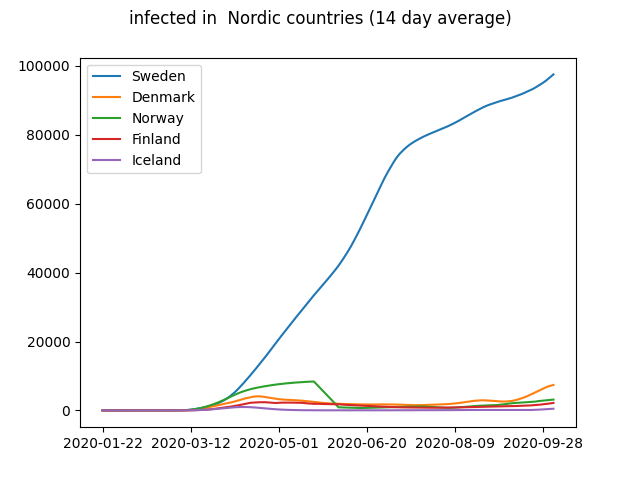 infected in  Nordic countries (14 day average)
100000
80000
60000
40000
20000
0
Sweden
Denmark
Norway
Finland
Iceland
2020-01-22 2020-03-12 2020-05-01 2020-06-20 2020-08-09 2020-09-28